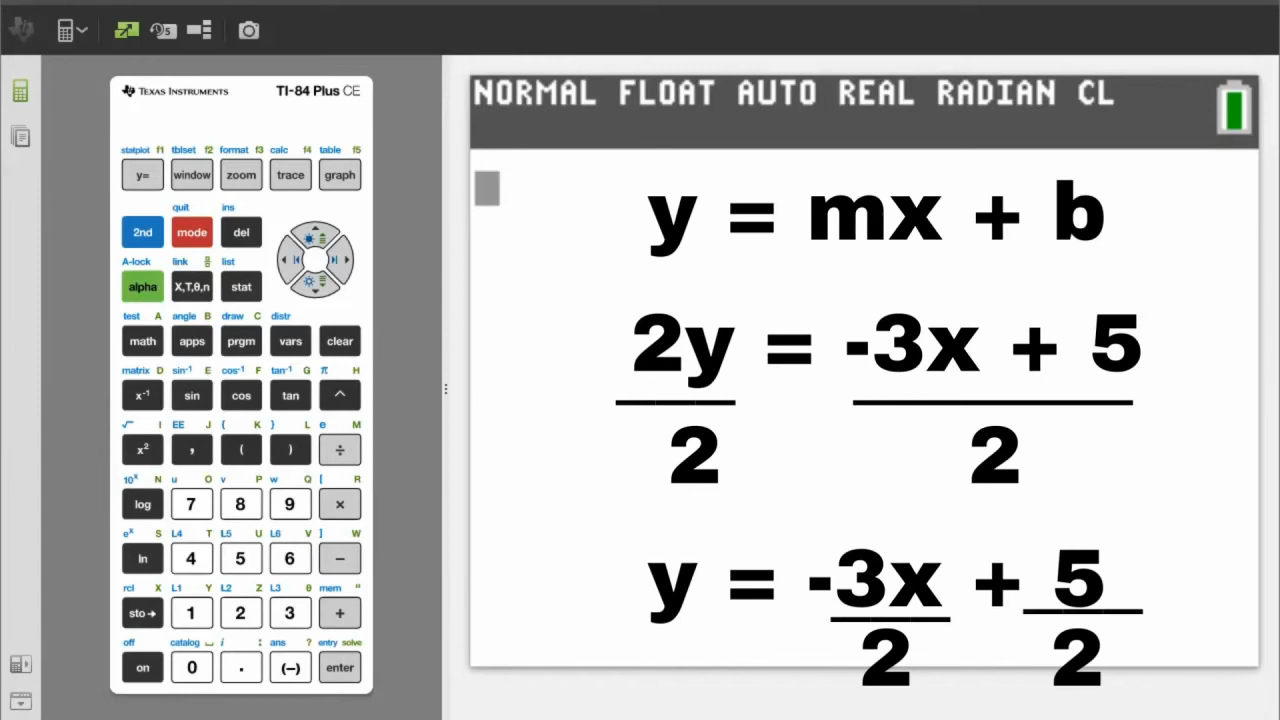 TEXAS INSTRUMENTS TI-84 Plus CE
NORMAL FLOAT AUTO REAL RADIAN CL
statplot f1 tblset f2 format f3 calc f4 table f5
y= window zoom trace graph
quit ins
2nd mode del
A-lock link list
alpha X,T,θ,n stat
test A angle B draw C distr
math apps prgm vars clear
matrix D sin⁻¹ E cos⁻¹ F tan⁻¹ G π H
x⁻¹ sin cos tan ^
√ I EE J { K } L e M
x² , ( ) ÷
10ˣ N u O v P w Q [ R
log 7 8 9 ×
eˣ S L4 T L5 U L6 V ] W
ln 4 5 6 −
rcl X L1 Y L2 Z L3 θ mem "
sto→ 1 2 3 +
off catalog ⎵ i : ans ? entry solve
on 0 . (−) enter
y = mx + b
2y = -3x + 5
2 2
y = -3x + 5
2 2